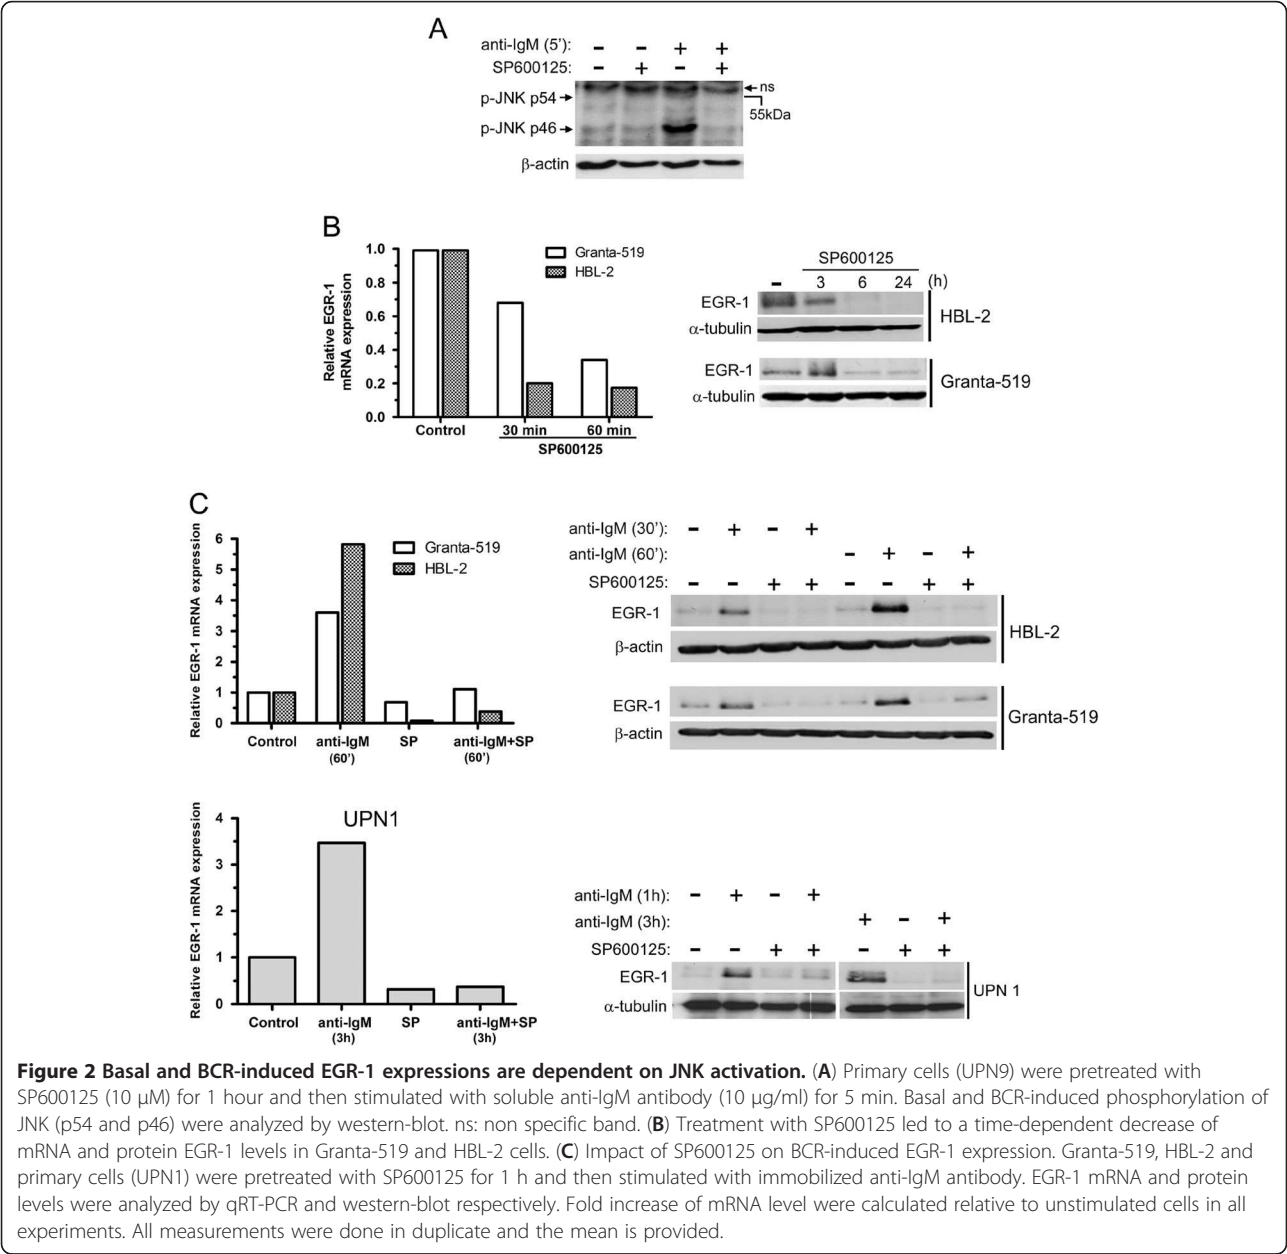 A
anti-IgM (5'): – – + +
SP600125: – + – +
p-JNK p54
ns
55kDa
p-JNK p46
β-actin
B
Relative EGR-1
mRNA expression
1.0
0.8
0.6
0.4
0.2
0.0
Granta-519
HBL-2
Control 30 min 60 min
SP600125
SP600125
– 3 6 24 (h)
EGR-1
α-tubulin
HBL-2
EGR-1
α-tubulin
Granta-519
C
Relative EGR-1 mRNA expression
6
5
4
3
2
1
0
Granta-519
HBL-2
Control anti-IgM SP anti-IgM+SP
(60') (60')
anti-IgM (30'): – + – +
anti-IgM (60'): – + – +
SP600125: – – + + – – + +
EGR-1
β-actin
HBL-2
EGR-1
β-actin
Granta-519
UPN1
Relative EGR-1 mRNA expression
4
3
2
1
0
Control anti-IgM SP anti-IgM+SP
(3h) (3h)
anti-IgM (1h): – + – +
anti-IgM (3h): + – +
SP600125: – – + + – + +
EGR-1
α-tubulin
UPN 1
Figure 2 Basal and BCR-induced EGR-1 expressions are dependent on JNK activation. (A) Primary cells (UPN9) were pretreated with
SP600125 (10 μM) for 1 hour and then stimulated with soluble anti-IgM antibody (10 μg/ml) for 5 min. Basal and BCR-induced phosphorylation of
JNK (p54 and p46) were analyzed by western-blot. ns: non specific band. (B) Treatment with SP600125 led to a time-dependent decrease of
mRNA and protein EGR-1 levels in Granta-519 and HBL-2 cells. (C) Impact of SP600125 on BCR-induced EGR-1 expression. Granta-519, HBL-2 and
primary cells (UPN1) were pretreated with SP600125 for 1 h and then stimulated with immobilized anti-IgM antibody. EGR-1 mRNA and protein
levels were analyzed by qRT-PCR and western-blot respectively. Fold increase of mRNA level were calculated relative to unstimulated cells in all
experiments. All measurements were done in duplicate and the mean is provided.